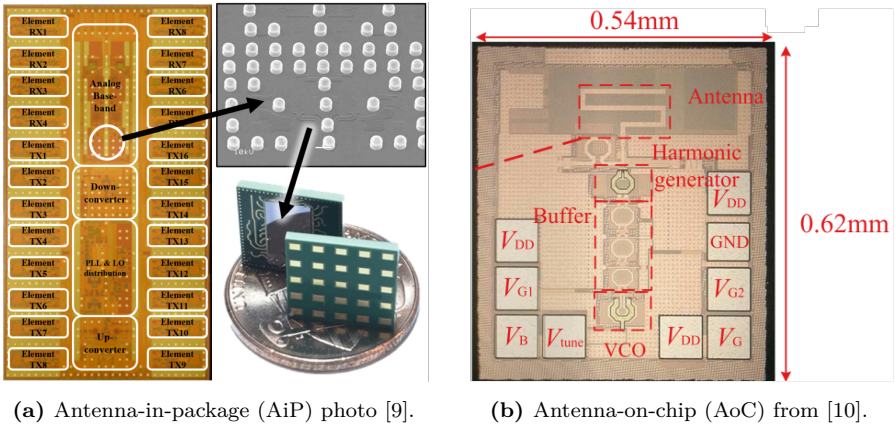 Element
RX1
Element
RX2
Element
RX3
Element
RX4
Element
TX1
Element
TX2
Element
TX3
Element
TX4
Element
TX5
Element
TX6
Element
TX7
Element
TX8
Analog
Base-
band
Down-
converter
PLL & LO
distribution
Up-
converter
Element
RX8
Element
RX7
Element
RX6
Element
TX16
Element
TX15
Element
TX14
Element
TX13
Element
TX12
Element
TX11
Element
TX10
Element
TX9
10kU
(a) Antenna-in-package (AiP) photo [9].
0.54mm
0.62mm
Antenna
Harmonic
generator
Buffer
VCO
VDD
VG1
VB
Vtune
VDD
GND
VG2
VDD
VG
(b) Antenna-on-chip (AoC) from [10].